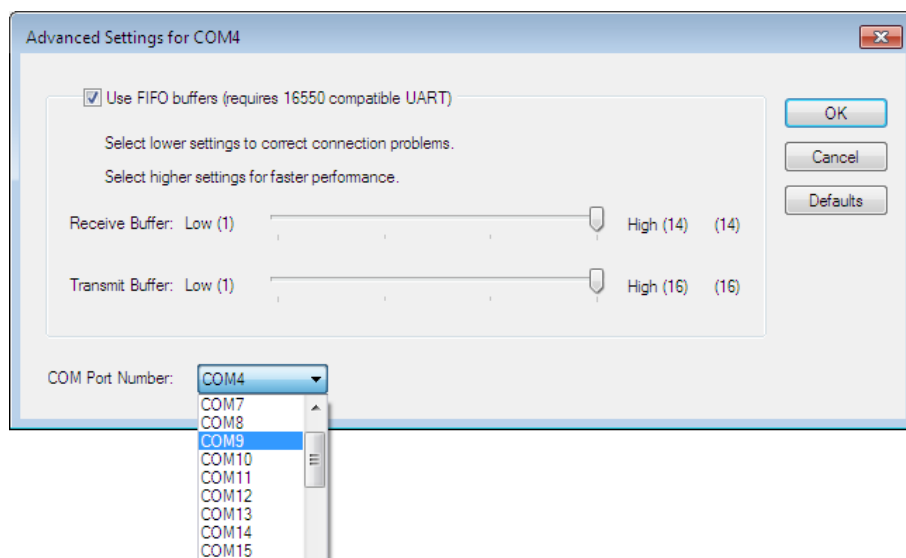 Advanced Settings for COM4
Use FIFO buffers (requires 16550 compatible UART)
Select lower settings to correct connection problems.
Select higher settings for faster performance.
Receive Buffer: Low (1) High (14) (14)
Transmit Buffer: Low (1) High (16) (16)
OK
Cancel
Defaults
COM Port Number: COM4
COM7
COM8
COM9
COM10
COM11
COM12
COM13
COM14
COM15